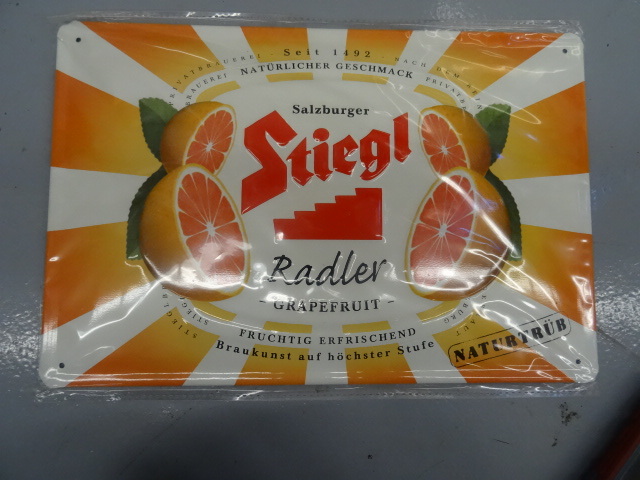 Seit 1492
NATÜRLICHER GESCHMACK
Salzburger
Stiegl
Radler
- GRAPEFRUIT -
FRUCHTIG ERFRISCHEND
Braukunst auf höchster Stufe
NATURTRÜB